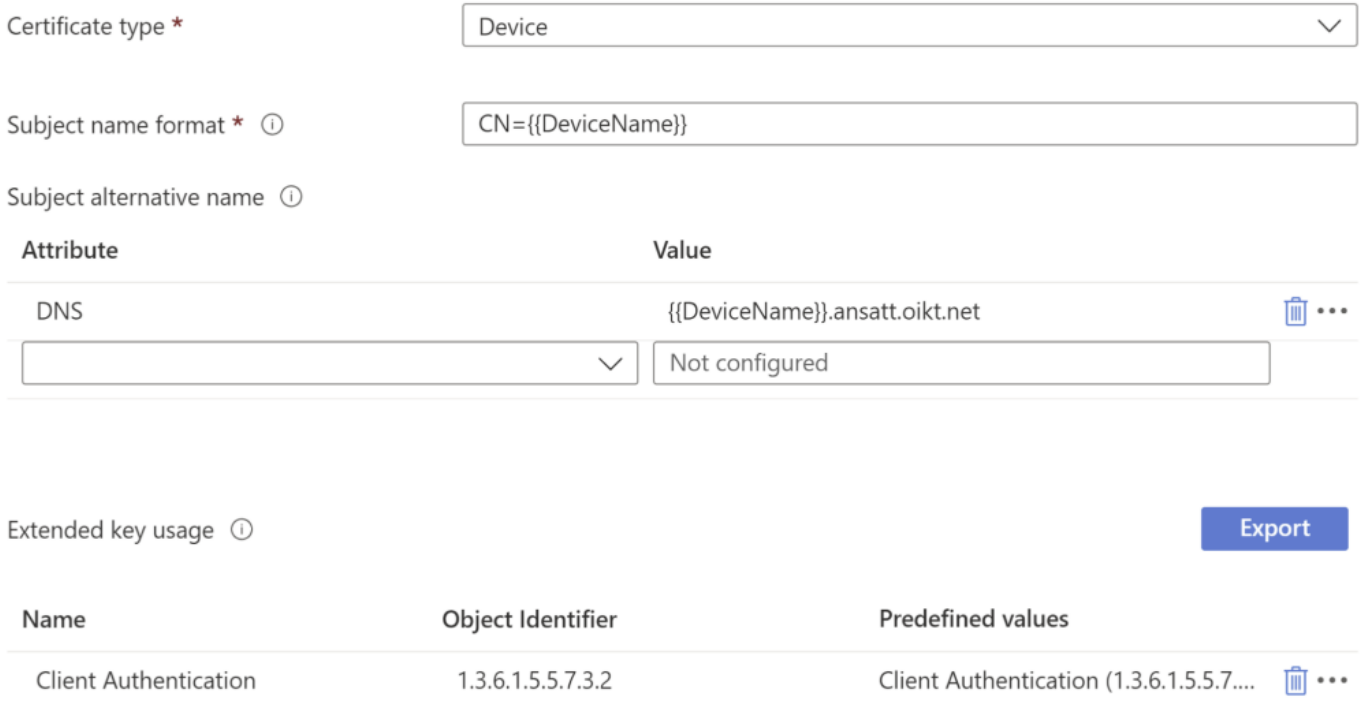 Certificate type *
Device
Subject name format *
CN={{DeviceName}}
Subject alternative name
Attribute Value
DNS {{DeviceName}}.ansatt.oikt.net
Not configured
Extended key usage
Export
Name Object Identifier Predefined values
Client Authentication 1.3.6.1.5.5.7.3.2 Client Authentication (1.3.6.1.5.5.7....